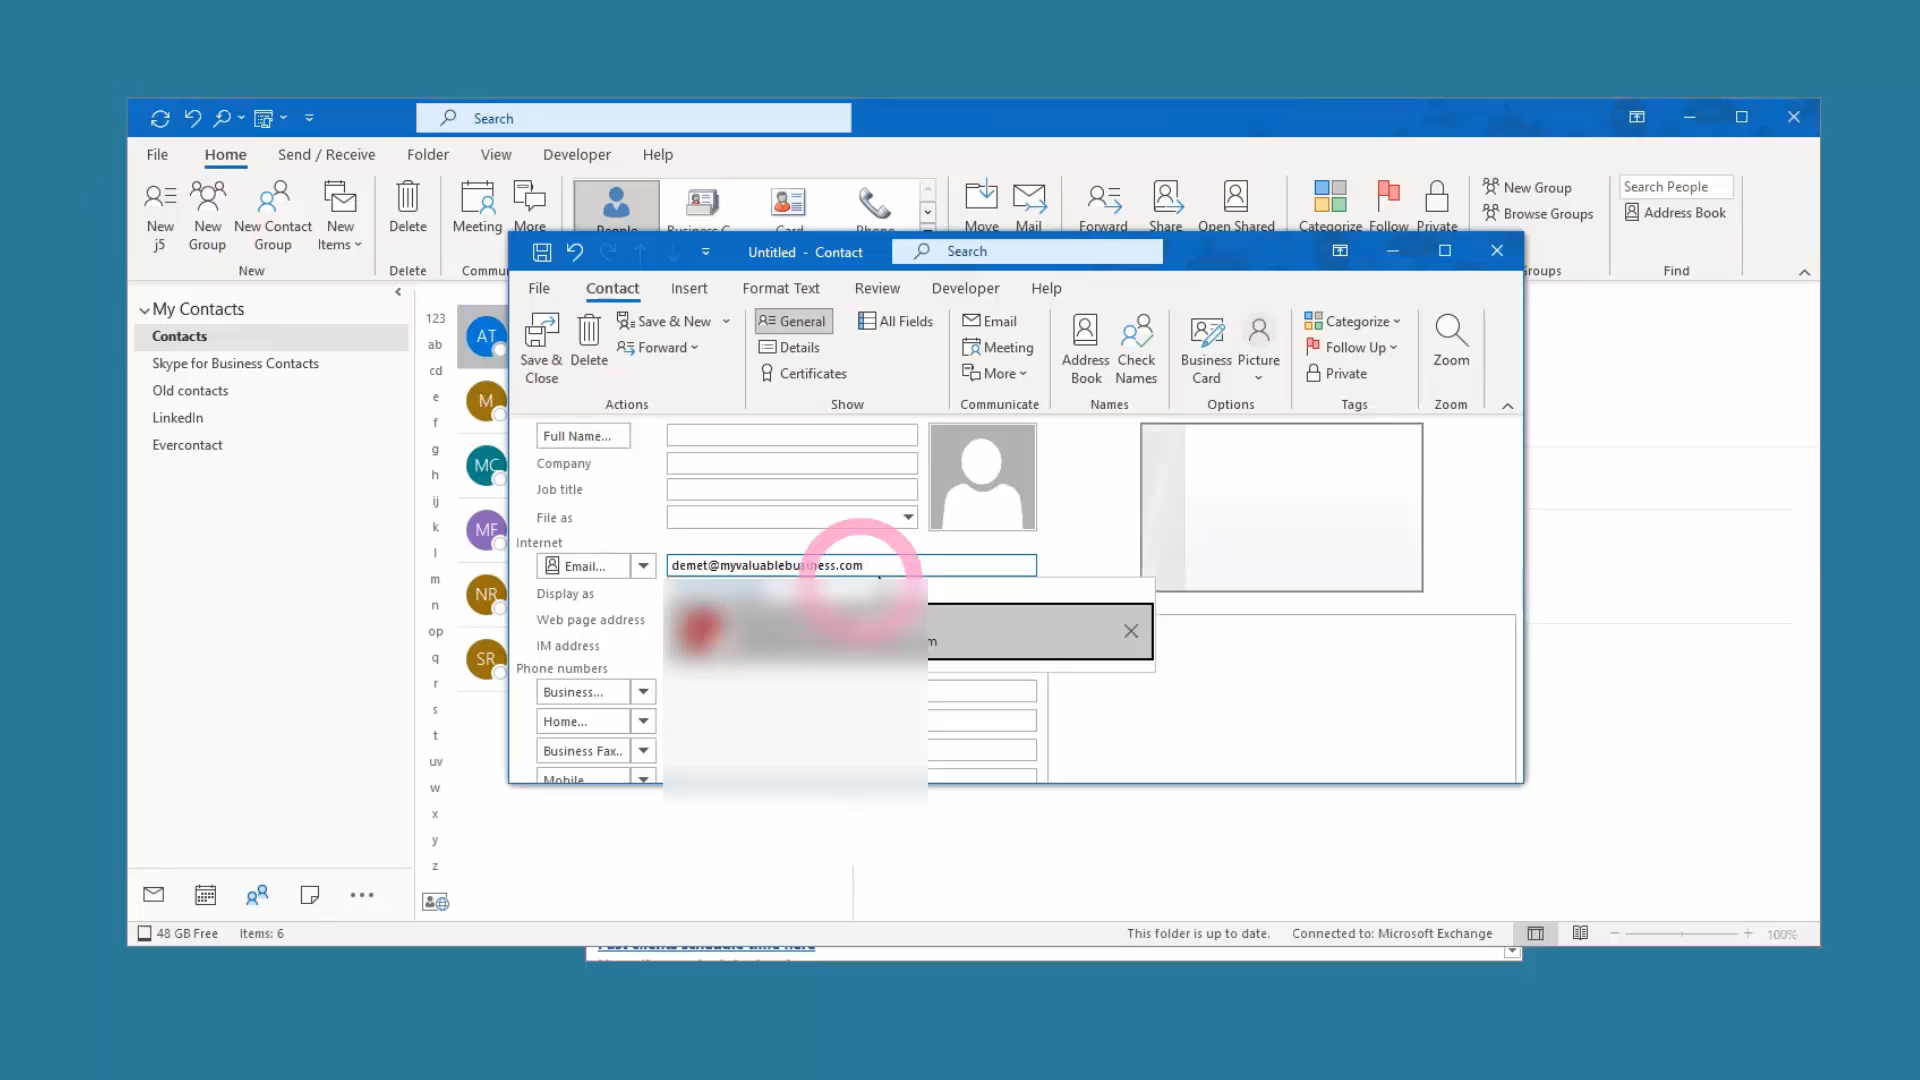 Search
File Home Send / Receive Folder View Developer Help
New j5
New Group
New Contact Group
New Items
New
Delete
Delete
Meeting
More
People
Card
Phone
Move
Mail
Forward
Share
Open Shared
Categorize
Follow
Private
New Group
Browse Groups
Search People
Address Book
Find
My Contacts
Contacts
Skype for Business Contacts
Old contacts
LinkedIn
Evercontact
123
ab
cd
e
f
g
h
ij
k
l
m
n
op
q
r
s
t
uv
w
x
y
z
AT
M
MC
MF
NR
SR
Untitled - Contact
Search
File Contact Insert Format Text Review Developer Help
Save & Close
Delete
Save & New
Forward
Actions
General
Details
Certificates
All Fields
Show
Email
Meeting
More
Communicate
Address Book
Check Names
Names
Business Card
Picture
Options
Categorize
Follow Up
Private
Tags
Zoom
Zoom
Full Name...
Company
Job title
File as
Internet
Email...
demet@myvaluablebusiness.com
Display as
Web page address
IM address
Phone numbers
Business...
Home...
Business Fax..
Mobile
48 GB Free
Items: 6
This folder is up to date.
Connected to: Microsoft Exchange
100%